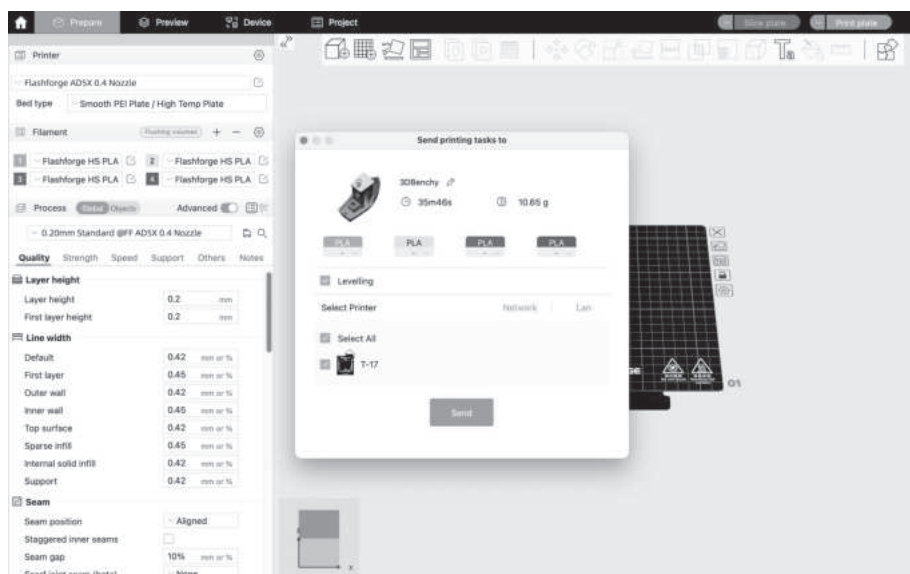 Prepare Preview Device Project Slice plate Print plate
Printer
Flashforge AD5X 0.4 Nozzle
Bed type Smooth PEI Plate / High Temp Plate
Filament Flushing volumes + −
1 Flashforge HS PLA 2 Flashforge HS PLA
3 Flashforge HS PLA 4 Flashforge HS PLA
Process Global Objects Advanced
0.20mm Standard @FF AD5X 0.4 Nozzle
Quality Strength Speed Support Others Notes
Layer height
Layer height 0.2 mm
First layer height 0.2 mm
Line width
Default 0.42 mm or %
First layer 0.45 mm or %
Outer wall 0.42 mm or %
Inner wall 0.45 mm or %
Top surface 0.42 mm or %
Sparse infill 0.45 mm or %
Internal solid infill 0.42 mm or %
Support 0.42 mm or %
Seam
Seam position Aligned
Staggered inner seams
Seam gap 10% mm or %
None
Send printing tasks to
3DBenchy
35m46s 10.65 g
PLA PLA PLA PLA
Levelling
Select Printer Network Lan
Select All
T-17
Send
GE
01
x